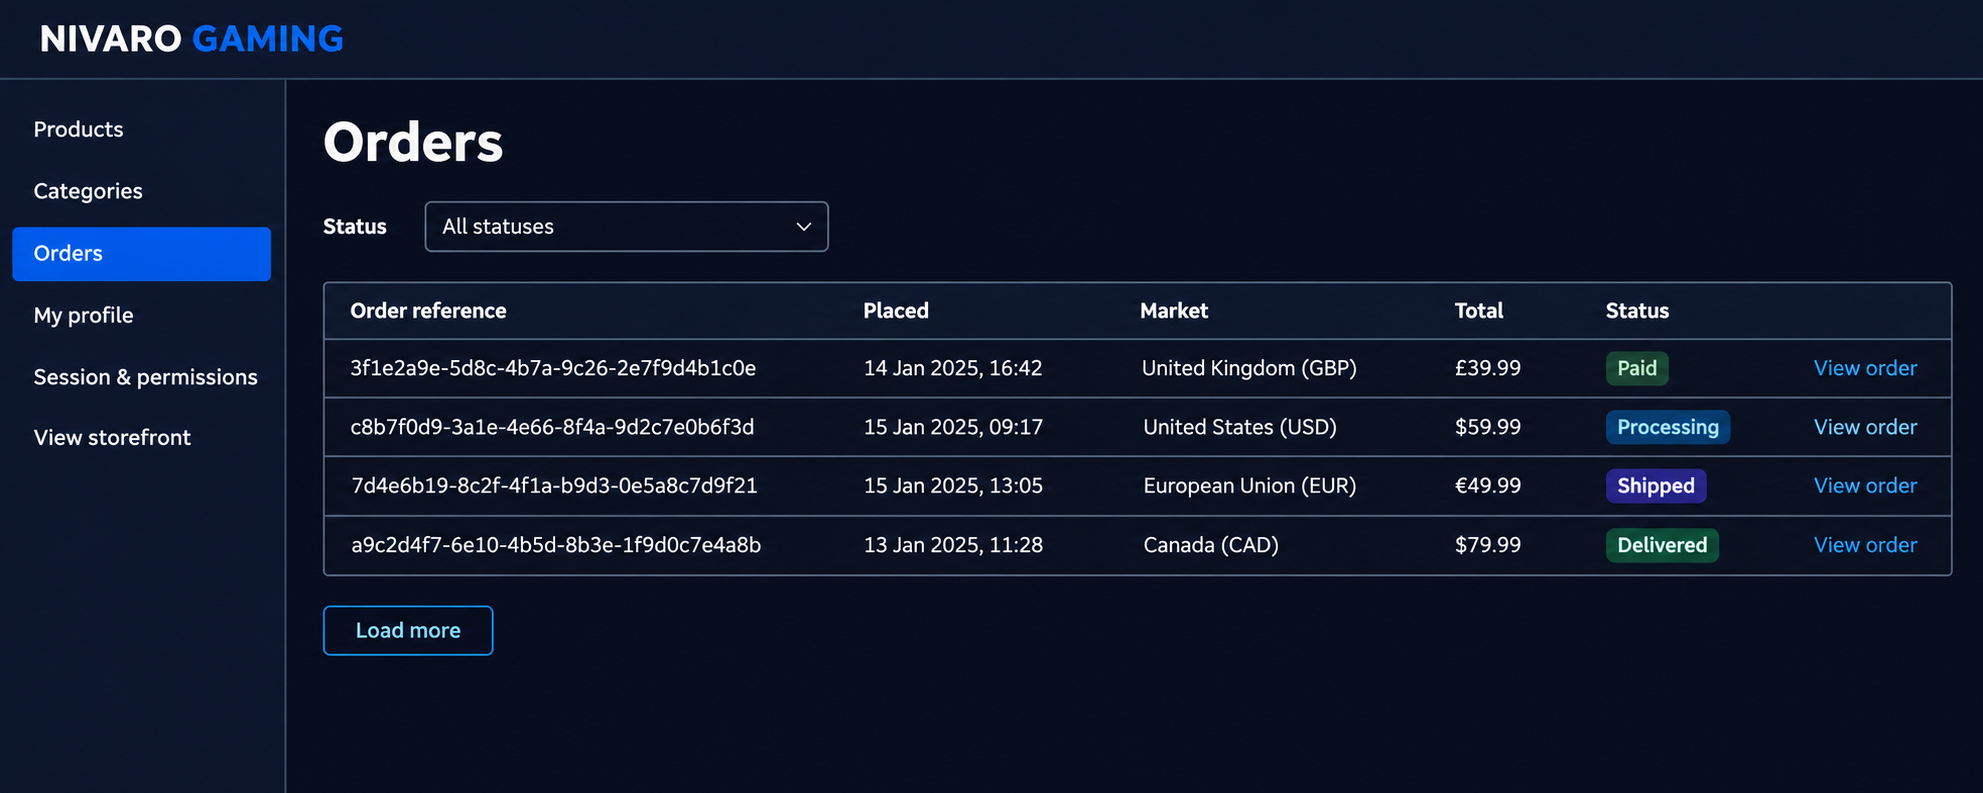 NIVARO GAMING
Products
Categories
Orders
My profile
Session & permissions
View storefront
Orders
Status All statuses
Order reference Placed Market Total Status
3f1e2a9e-5d8c-4b7a-9c26-2e7f9d4b1c0e 14 Jan 2025, 16:42 United Kingdom (GBP) £39.99 Paid View order
c8b7f0d9-3a1e-4e66-8f4a-9d2c7e0b6f3d 15 Jan 2025, 09:17 United States (USD) $59.99 Processing View order
7d4e6b19-8c2f-4f1a-b9d3-0e5a8c7d9f21 15 Jan 2025, 13:05 European Union (EUR) €49.99 Shipped View order
a9c2d4f7-6e10-4b5d-8b3e-1f9d0c7e4a8b 13 Jan 2025, 11:28 Canada (CAD) $79.99 Delivered View order
Load more